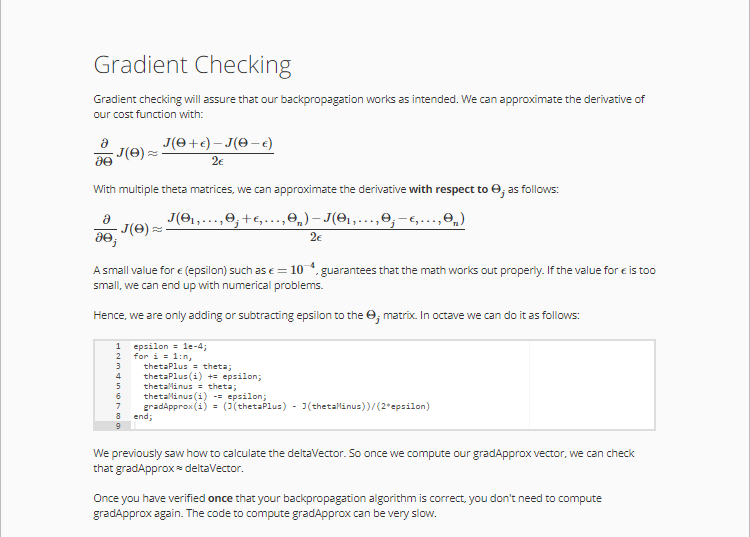 Gradient Checking
Gradient checking will assure that our backpropagation works as intended. We can approximate the derivative of
our cost function with:
∂/∂Θ J(Θ) ≈ J(Θ+ϵ)−J(Θ−ϵ)/2ϵ
With multiple theta matrices, we can approximate the derivative with respect to Θj as follows:
∂/∂Θj J(Θ) ≈ J(Θ1,...,Θj+ϵ,...,Θn)−J(Θ1,...,Θj−ϵ,...,Θn)/2ϵ
A small value for ϵ (epsilon) such as ϵ = 10⁻⁴, guarantees that the math works out properly. If the value for ϵ is too
small, we can end up with numerical problems.
Hence, we are only adding or subtracting epsilon to the Θj matrix. In octave we can do it as follows:
1 epsilon = 1e-4;
2 for i = 1:n,
3 thetaPlus = theta;
4 thetaPlus(i) += epsilon;
5 thetaMinus = theta;
6 thetaMinus(i) -= epsilon;
7 gradApprox(i) = (J(thetaPlus) - J(thetaMinus))/(2*epsilon)
8 end;
9
We previously saw how to calculate the deltaVector. So once we compute our gradApprox vector, we can check
that gradApprox ≈ deltaVector.
Once you have verified once that your backpropagation algorithm is correct, you don't need to compute
gradApprox again. The code to compute gradApprox can be very slow.